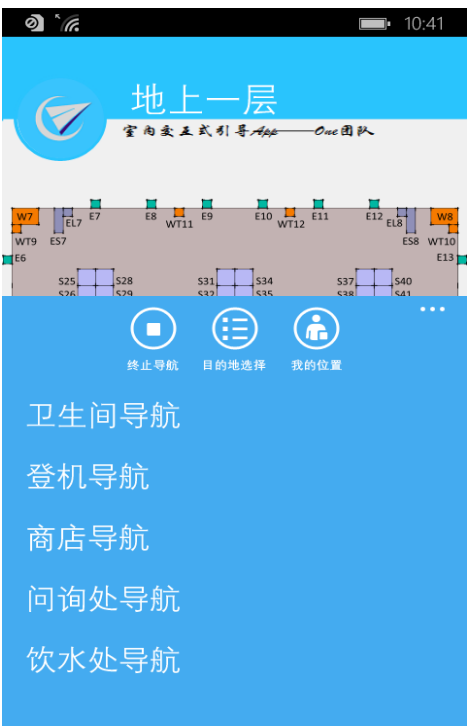 10:41
地上一层
室内交互式引导App——One团队
W7 EL7 E7 E8 WT11 E9 E10 WT12 E11 E12 EL8 W8
WT9 ES7 ES8 WT10
E6 E13
S25 S28 S31 S34 S37 S40
S26 S29 S32 S35 S38 S41
终止导航 目的地选择 我的位置
卫生间导航
登机导航
商店导航
问询处导航
饮水处导航